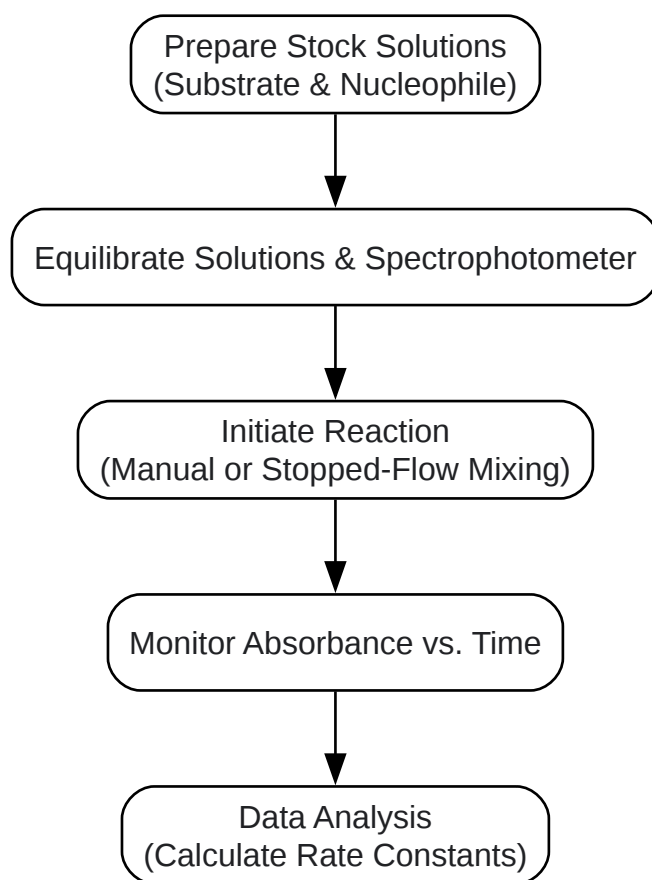 Prepare Stock Solutions
(Substrate & Nucleophile)
Equilibrate Solutions & Spectrophotometer
Initiate Reaction
(Manual or Stopped-Flow Mixing)
Monitor Absorbance vs. Time
Data Analysis
(Calculate Rate Constants)